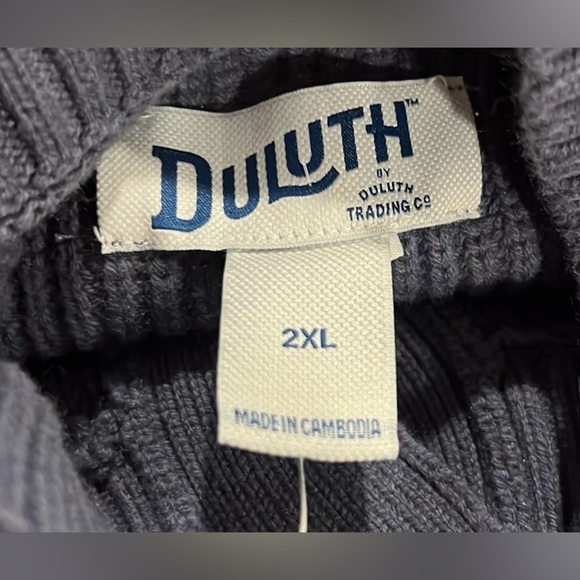 DULUTH™
BY
DULUTH
TRADING Cº
2XL
MADE IN CAMBODIA